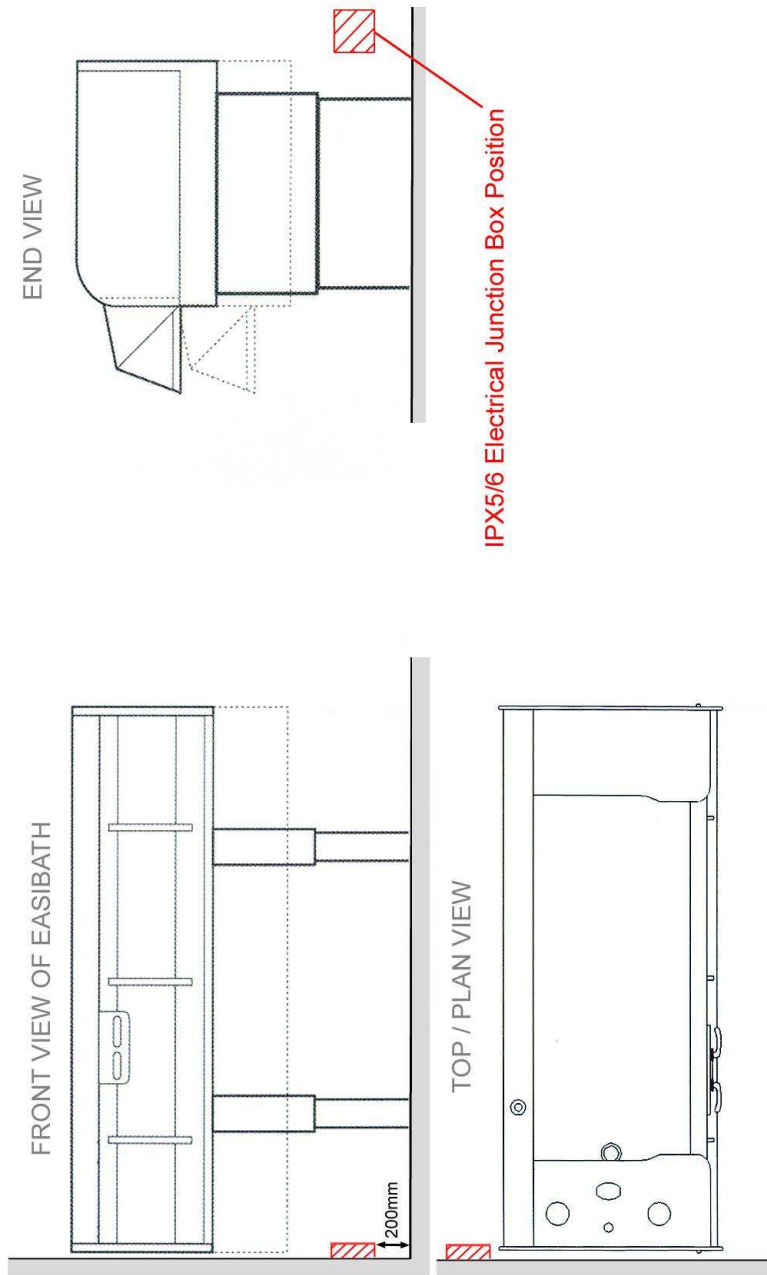 FRONT VIEW OF EASIBATH
END VIEW
200mm
TOP / PLAN VIEW
IPX5/6 Electrical Junction Box Position